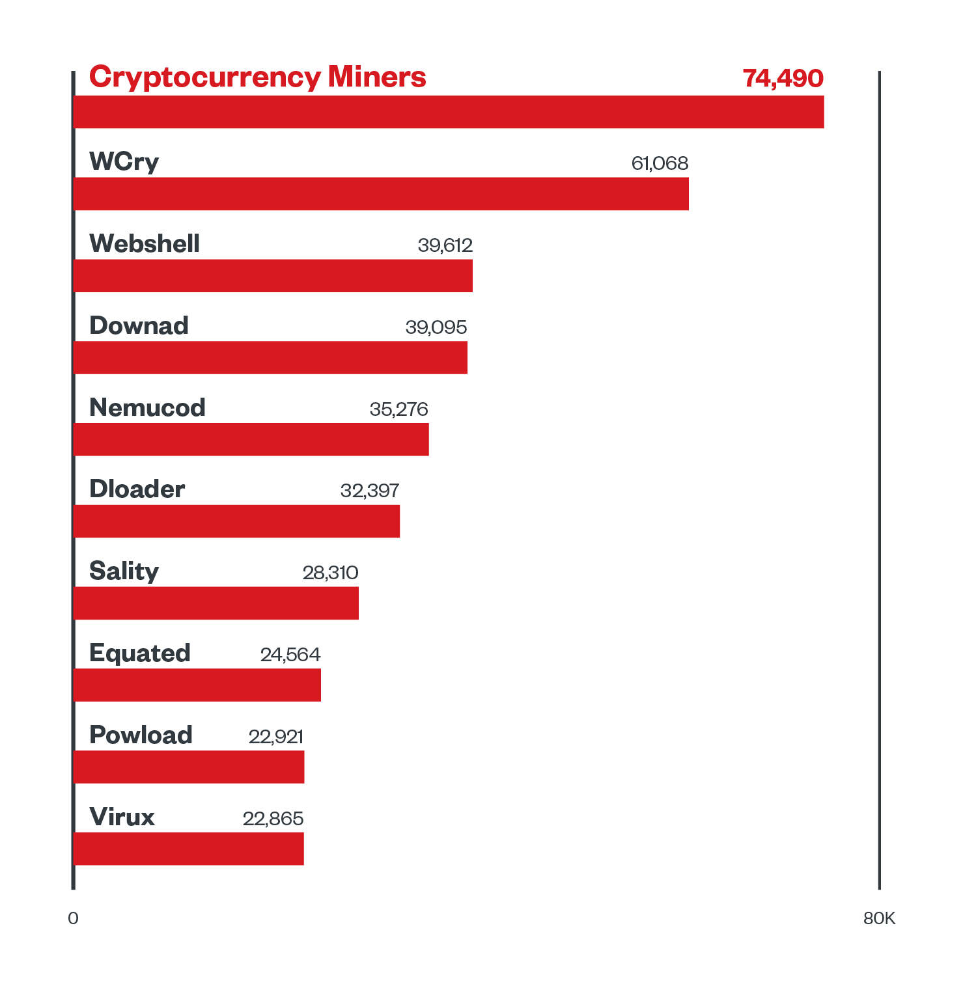 Cryptocurrency Miners 74,490
WCry 61,068
Webshell 39,612
Downad 39,095
Nemucod 35,276
Dloader 32,397
Sality 28,310
Equated 24,564
Powload 22,921
Virux 22,865
0 80K